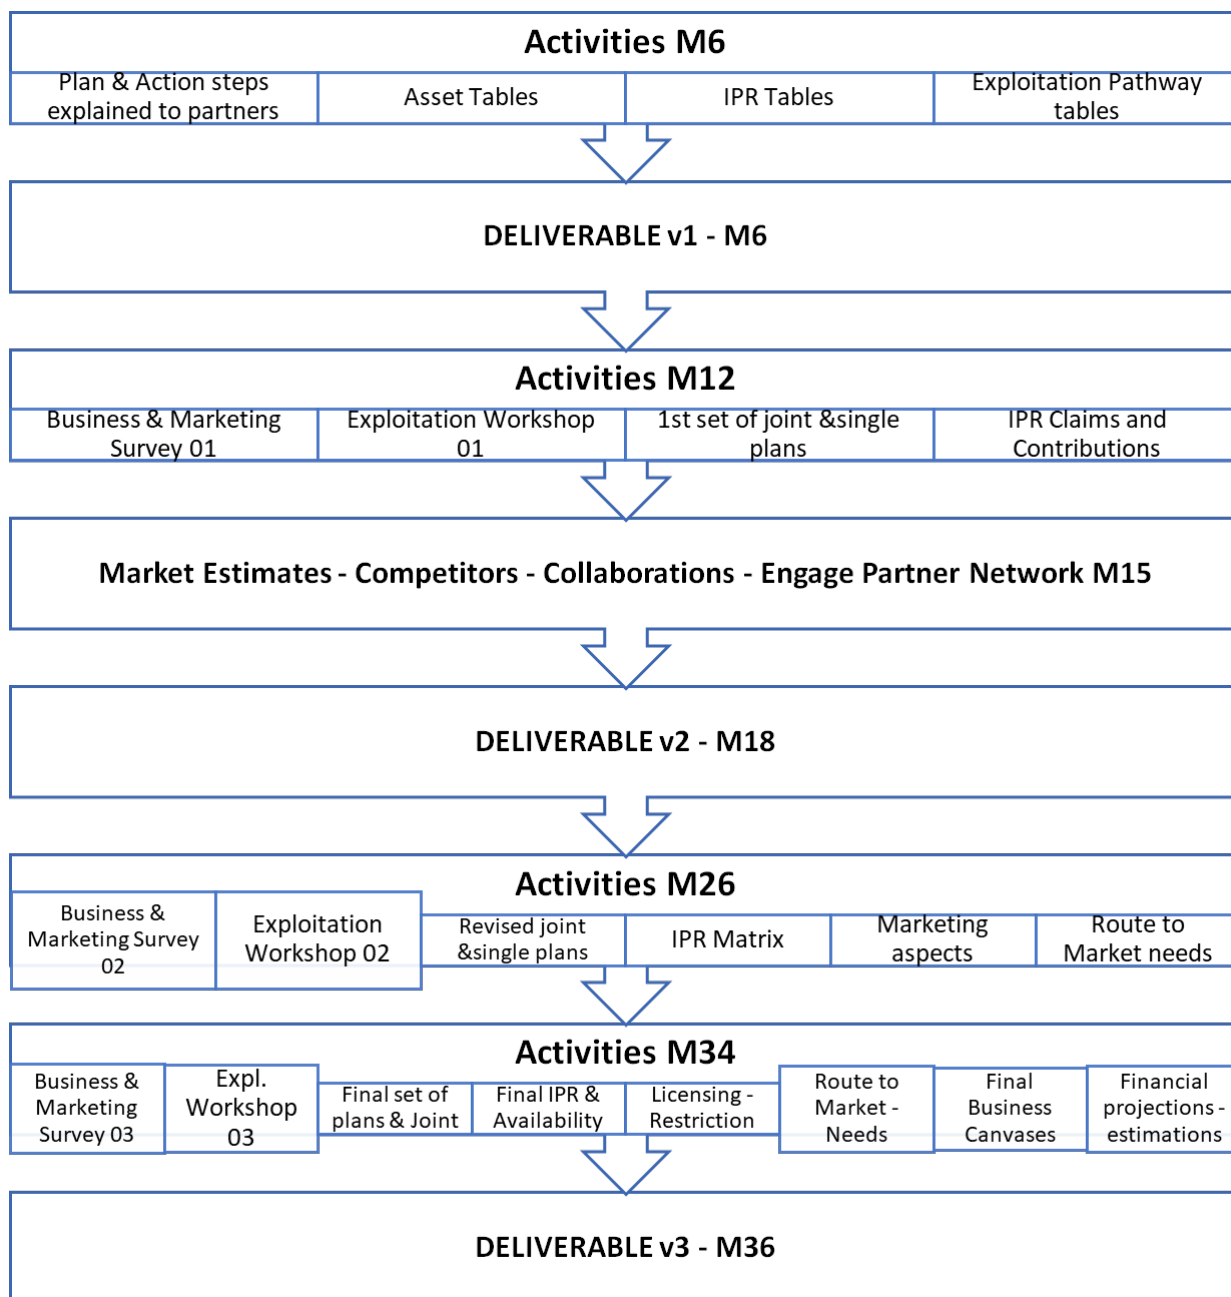 Activities M6
Plan & Action steps
explained to partners
Asset Tables
IPR Tables
Exploitation Pathway
tables
DELIVERABLE v1 - M6
Activities M12
Business & Marketing
Survey 01
Exploitation Workshop
01
1st set of joint &single
plans
IPR Claims and
Contributions
Market Estimates - Competitors - Collaborations - Engage Partner Network M15
DELIVERABLE v2 - M18
Activities M26
Business &
Marketing Survey
02
Exploitation
Workshop 02
Revised joint
&single plans
IPR Matrix
Marketing
aspects
Route to
Market needs
Activities M34
Business &
Marketing
Survey 03
Expl.
Workshop
03
Final set of
plans & Joint
Final IPR &
Availability
Licensing -
Restriction
Route to
Market -
Needs
Final
Business
Canvases
Financial
projections -
estimations
DELIVERABLE v3 - M36